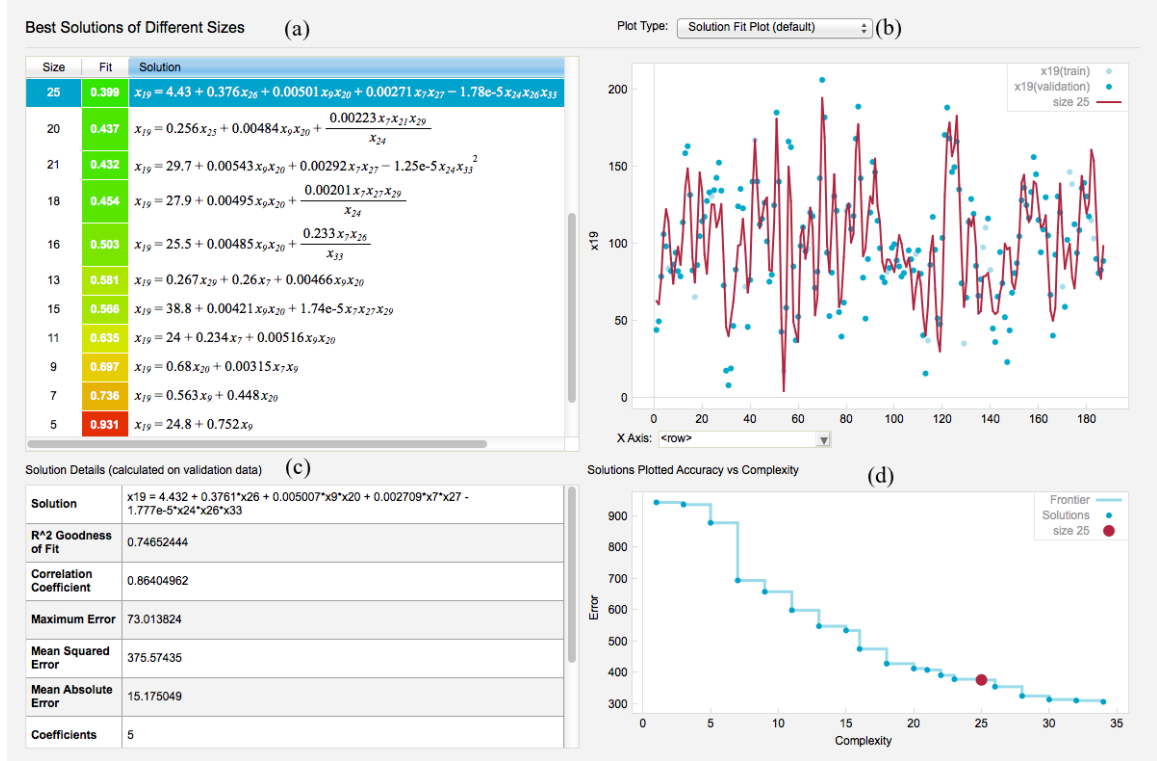 Best Solutions of Different Sizes (a)
Size Fit Solution
25 0.399 x₁₉ = 4.43 + 0.376x₂₆ + 0.00501x₉x₂₀ + 0.00271x₇x₂₇ − 1.78e-5x₂₄x₂₆x₃₃
20 0.437 x₁₉ = 0.256x₂₅ + 0.00484x₉x₂₀ + 0.00223x₇x₂₁x₂₉ / x₂₄
21 0.432 x₁₉ = 29.7 + 0.00543x₉x₂₀ + 0.00292x₇x₂₇ − 1.25e-5x₂₄x₃₃²
18 0.454 x₁₉ = 27.9 + 0.00495x₉x₂₀ + 0.00201x₇x₂₇x₂₉ / x₂₄
16 0.503 x₁₉ = 25.5 + 0.00485x₉x₂₀ + 0.233x₇x₂₆ / x₃₃
13 0.581 x₁₉ = 0.267x₂₉ + 0.26x₇ + 0.00466x₉x₂₀
15 0.566 x₁₉ = 38.8 + 0.00421x₉x₂₀ + 1.74e-5x₇x₂₇x₂₉
11 0.635 x₁₉ = 24 + 0.234x₇ + 0.00516x₉x₂₀
9 0.697 x₁₉ = 0.68x₂₀ + 0.00315x₇x₉
7 0.736 x₁₉ = 0.563x₉ + 0.448x₂₀
5 0.931 x₁₉ = 24.8 + 0.752x₉
Plot Type: Solution Fit Plot (default) (b)
x19(train)
x19(validation)
size 25
x19
200
150
100
50
0
0 20 40 60 80 100 120 140 160 180
X Axis: <row>
Solution Details (calculated on validation data) (c)
Solution x19 = 4.432 + 0.3761*x26 + 0.005007*x9*x20 + 0.002709*x7*x27 -
1.777e-5*x24*x26*x33
R^2 Goodness
of Fit 0.74652444
Correlation
Coefficient 0.86404962
Maximum Error 73.013824
Mean Squared
Error 375.57435
Mean Absolute
Error 15.175049
Coefficients 5
Solutions Plotted Accuracy vs Complexity (d)
Frontier
Solutions
size 25
Error
900
800
700
600
500
400
300
0 5 10 15 20 25 30 35
Complexity